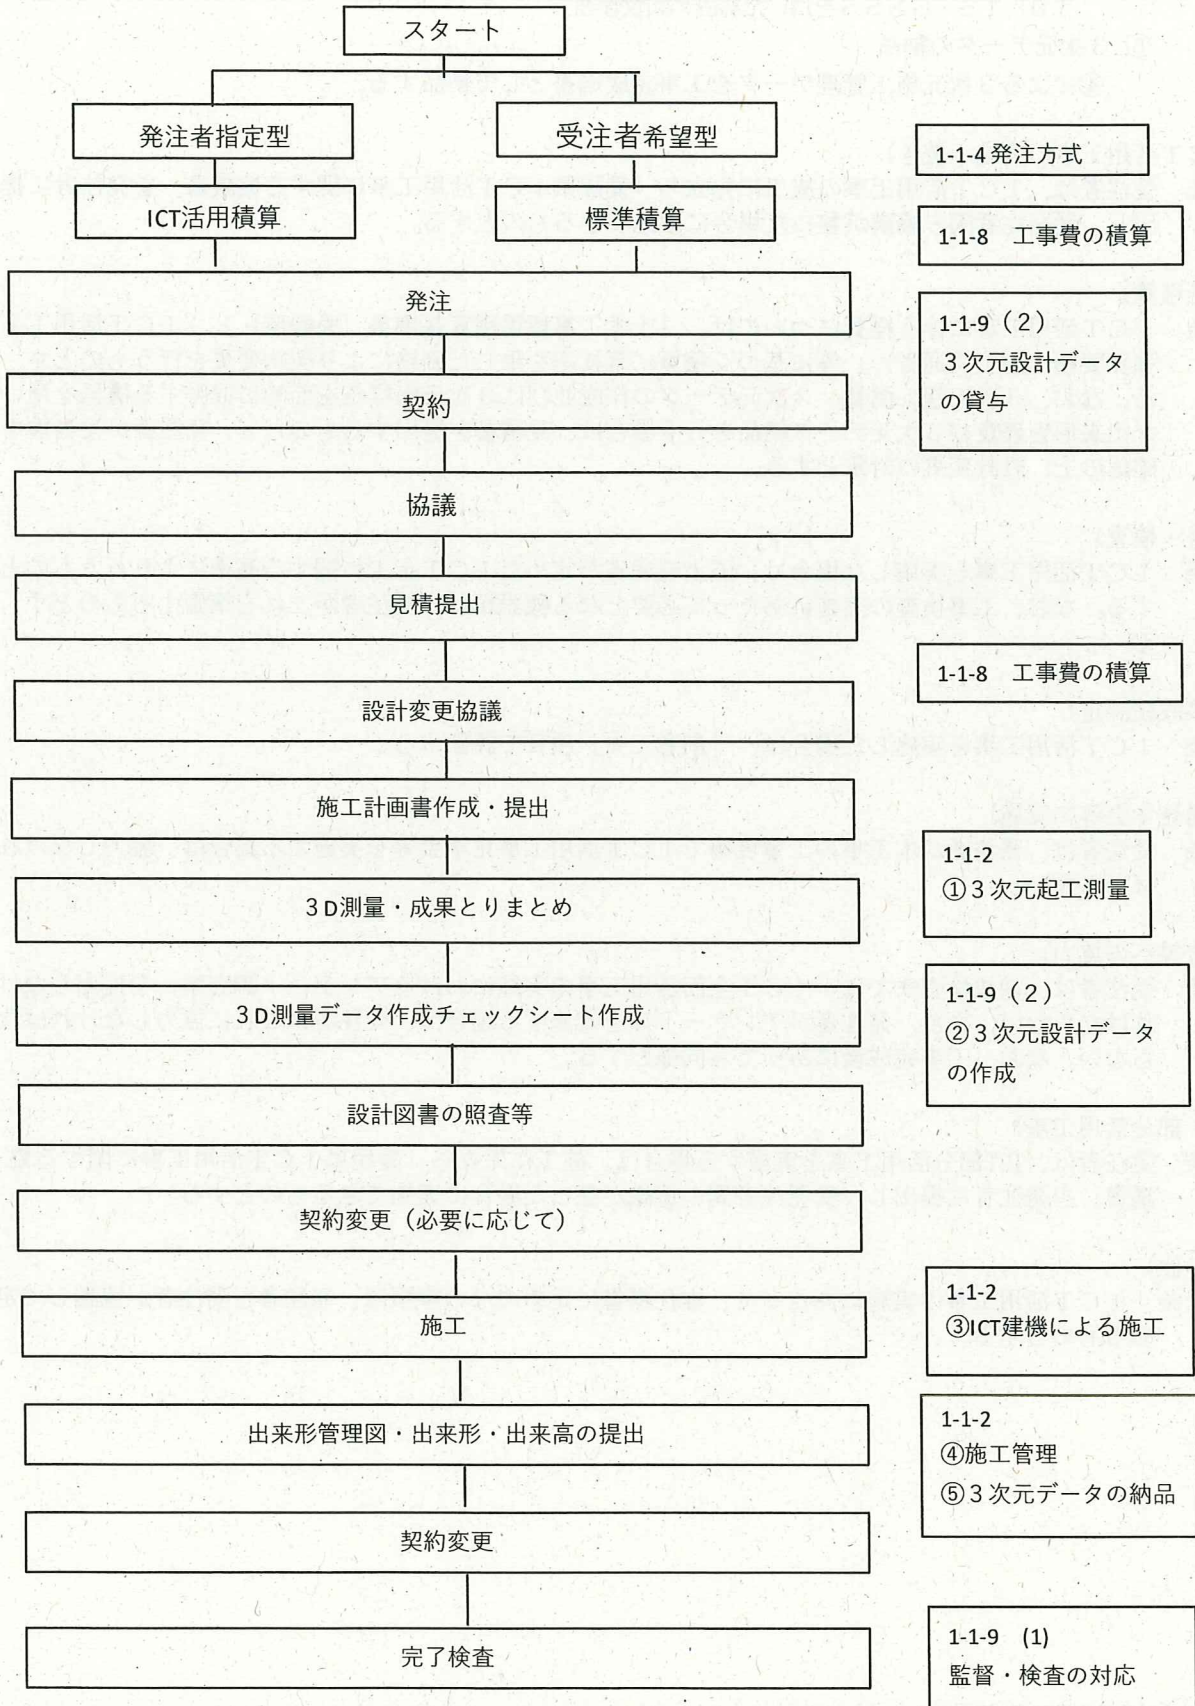 スタート
発注者指定型
受注者希望型
1-1-4発注方式
ICT活用積算
標準積算
1-1-8　工事費の積算
発注
1-1-9（2）
３次元設計データ
の貸与
契約
協議
見積提出
1-1-8　工事費の積算
設計変更協議
施工計画書作成・提出
1-1-2
①３次元起工測量
３D測量・成果とりまとめ
1-1-9（2）
②３次元設計データ
の作成
３D測量データ作成チェックシート作成
設計図書の照査等
契約変更（必要に応じて）
1-1-2
③ICT建機による施工
施工
1-1-2
④施工管理
⑤３次元データの納品
出来形管理図・出来形・出来高の提出
契約変更
完了検査
1-1-9　(1)
監督・検査の対応